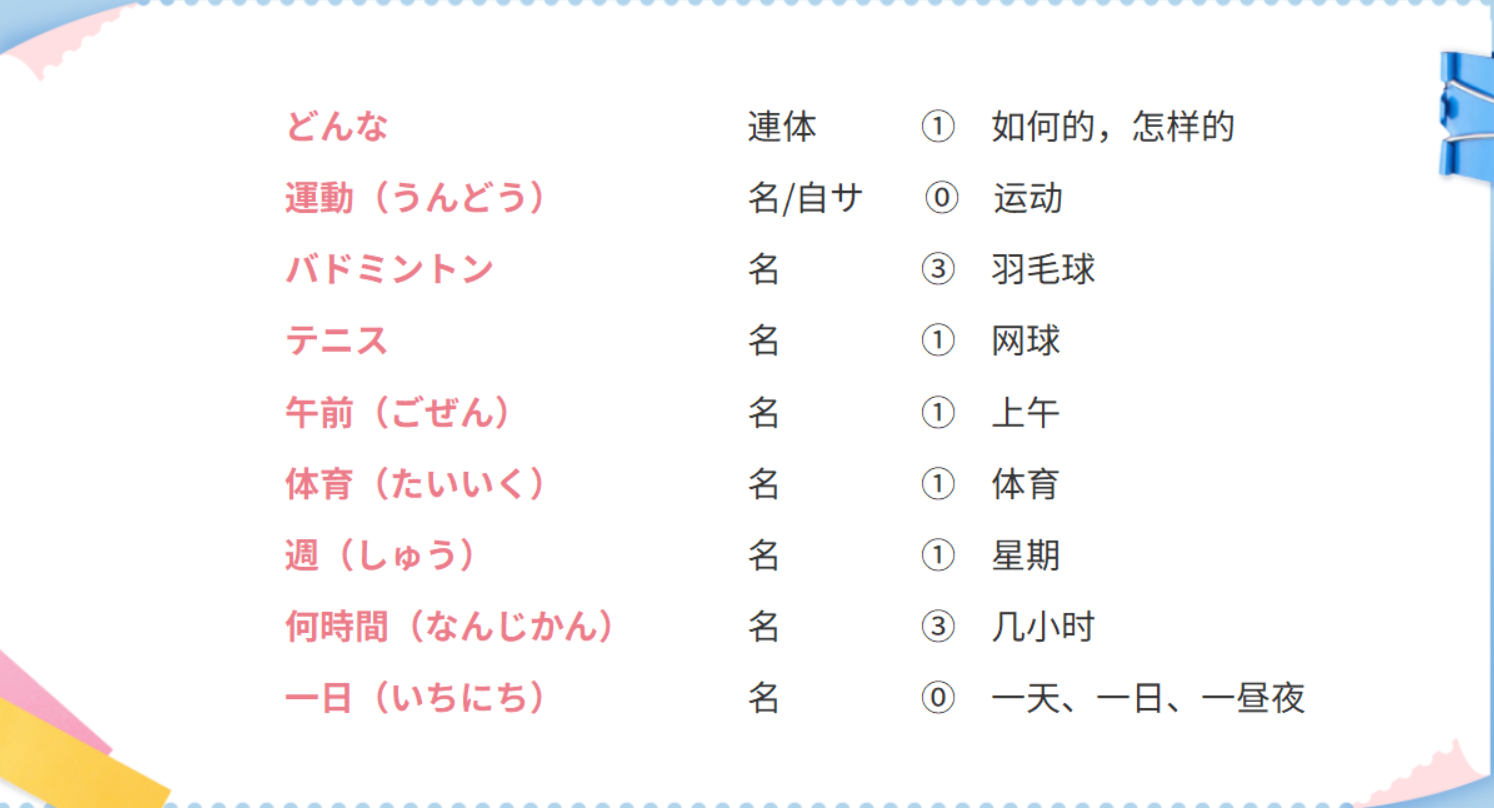 どんな 連体 ① 如何的，怎样的
運動（うんどう） 名/自サ ⓪ 运动
バドミントン 名 ③ 羽毛球
テニス 名 ① 网球
午前（ごぜん） 名 ① 上午
体育（たいいく） 名 ① 体育
週（しゅう） 名 ① 星期
何時間（なんじかん） 名 ③ 几小时
一日（いちにち） 名 ⓪ 一天、一日、一昼夜